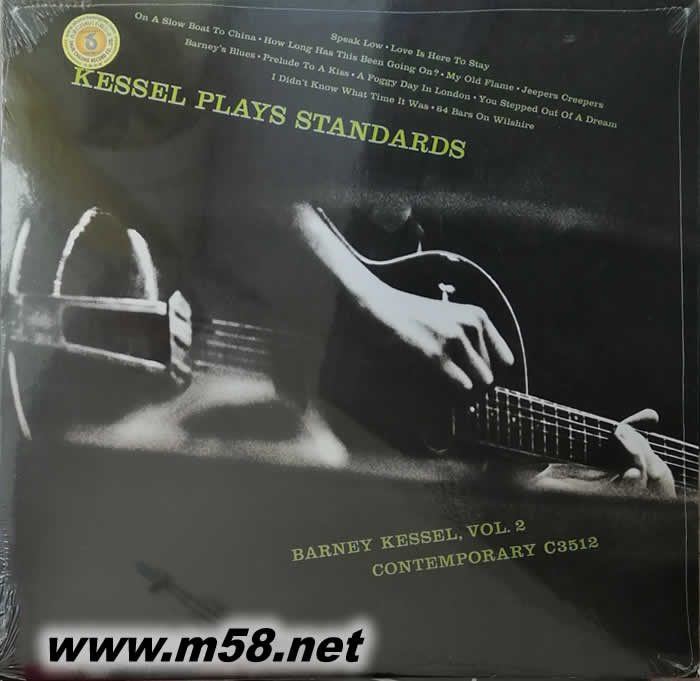 Speak Low • Love Is Here To Stay
On A Slow Boat To China • How Long Has This Been Going On? • My Old Flame • Jeepers Creepers
Barney's Blues • Prelude To A Kiss • A Foggy Day In London • You Stepped Out Of A Dream
I Didn't Know What Time It Was • 64 Bars On Wilshire
KESSEL PLAYS STANDARDS
BARNEY KESSEL, VOL. 2
CONTEMPORARY C3512
www.m58.net